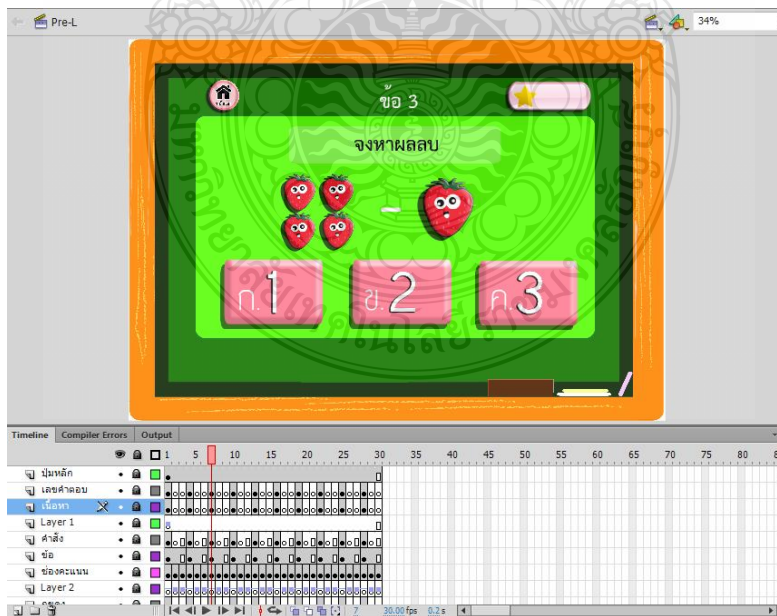 Pre-L
34%
ข้อ 3
จงหาผลลบ
-
ก. 1
ข. 2
ค. 3
Timeline Compiler Errors Output
1 5 10 15 20 25 30 35 40 45 50 55 60 65 70 75 80
ปุ่มหลัก
เลขคำตอบ
เนื้อหา
Layer 1
คำสั่ง
ข้อ
ช่องคะแนน
Layer 2
7 30.00 fps 0.2 s